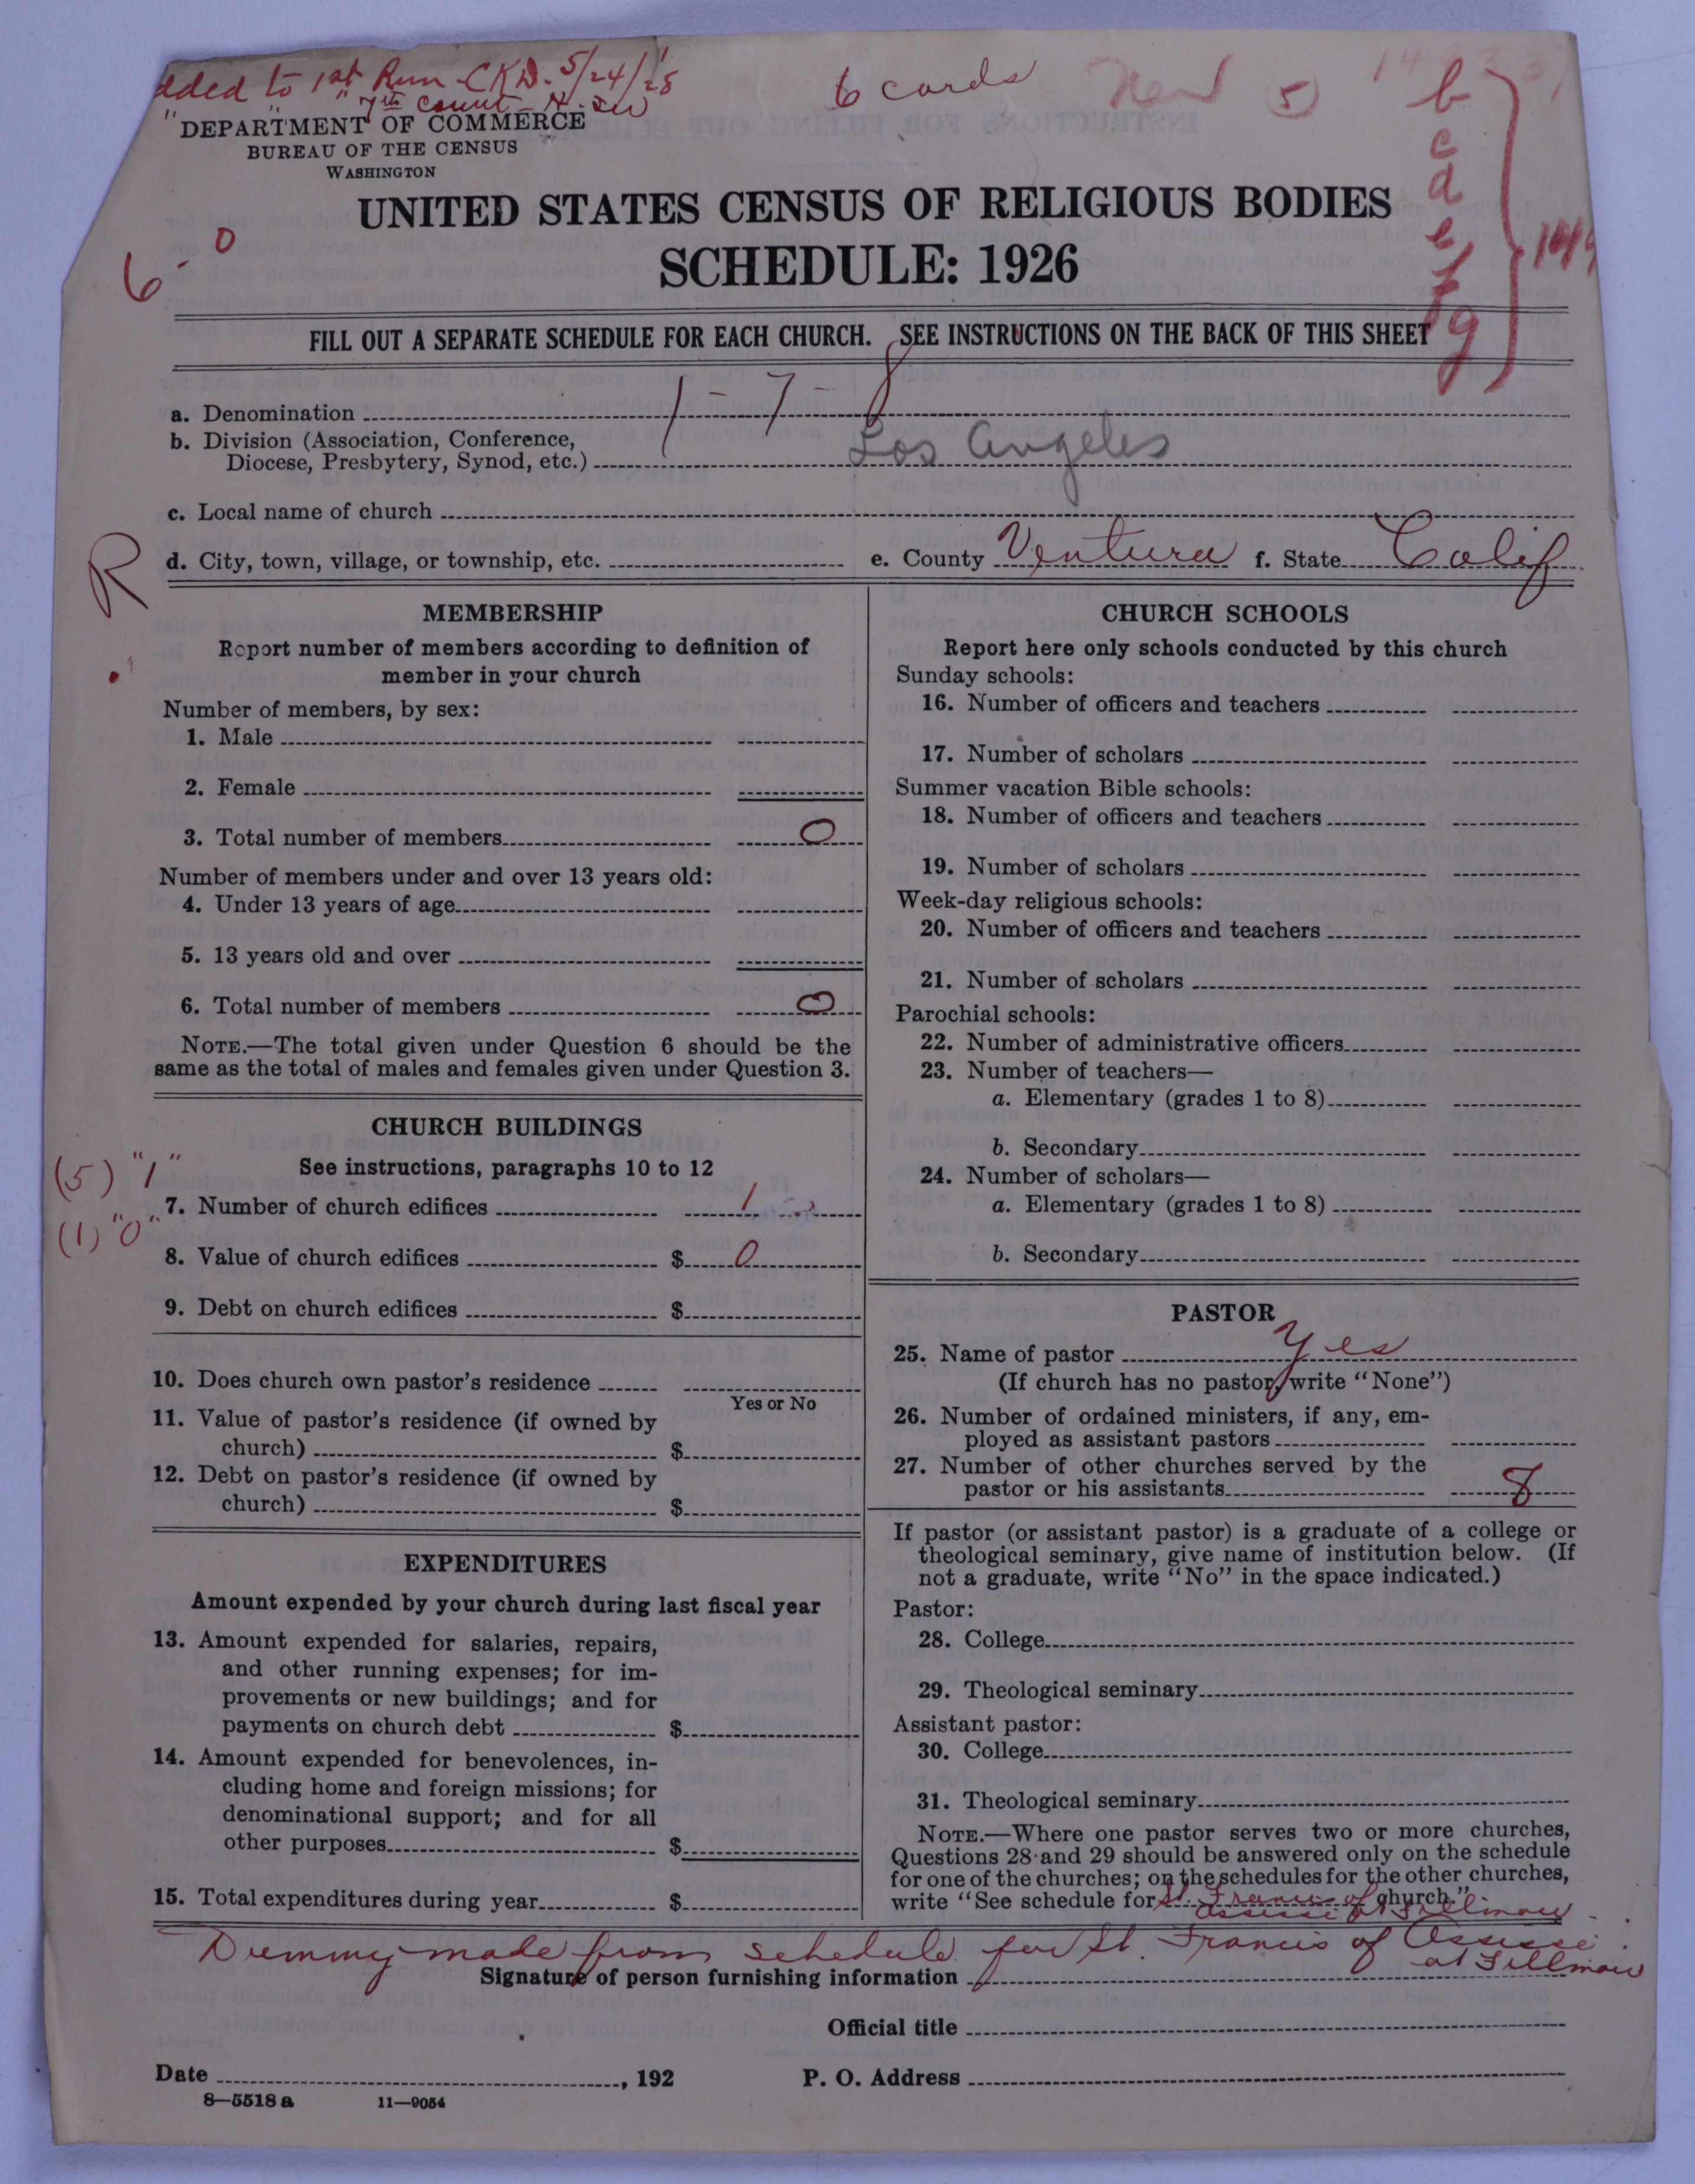 dded to 1st Run - CKD. 5/24/28
" " 7th count
6 cards
5
b
c
d
e
f
g
144
DEPARTMENT OF COMMERCE
BUREAU OF THE CENSUS
WASHINGTON
UNITED STATES CENSUS OF RELIGIOUS BODIES
SCHEDULE: 1926
6-0
FILL OUT A SEPARATE SCHEDULE FOR EACH CHURCH. SEE INSTRUCTIONS ON THE BACK OF THIS SHEET
a. Denomination 1-7-8
b. Division (Association, Conference,
Diocese, Presbytery, Synod, etc.) Los Angeles
c. Local name of church
R
d. City, town, village, or township, etc. e. County Ventura f. State Calif.
MEMBERSHIP
Report number of members according to definition of
member in your church
Number of members, by sex:
1. Male
2. Female
3. Total number of members 0
Number of members under and over 13 years old:
4. Under 13 years of age
5. 13 years old and over
6. Total number of members 0
NOTE.—The total given under Question 6 should be the
same as the total of males and females given under Question 3.
CHURCH BUILDINGS
See instructions, paragraphs 10 to 12
(5) "1"
7. Number of church edifices 1
(1) "0"
8. Value of church edifices $ 0
9. Debt on church edifices $
10. Does church own pastor's residence
Yes or No
11. Value of pastor's residence (if owned by
church) $
12. Debt on pastor's residence (if owned by
church) $
EXPENDITURES
Amount expended by your church during last fiscal year
13. Amount expended for salaries, repairs,
and other running expenses; for im-
provements or new buildings; and for
payments on church debt $
14. Amount expended for benevolences, in-
cluding home and foreign missions; for
denominational support; and for all
other purposes $
15. Total expenditures during year $
CHURCH SCHOOLS
Report here only schools conducted by this church
Sunday schools:
16. Number of officers and teachers
17. Number of scholars
Summer vacation Bible schools:
18. Number of officers and teachers
19. Number of scholars
Week-day religious schools:
20. Number of officers and teachers
21. Number of scholars
Parochial schools:
22. Number of administrative officers
23. Number of teachers—
a. Elementary (grades 1 to 8)
b. Secondary
24. Number of scholars—
a. Elementary (grades 1 to 8)
b. Secondary
PASTOR
25. Name of pastor Yes
(If church has no pastor, write "None")
26. Number of ordained ministers, if any, em-
ployed as assistant pastors
27. Number of other churches served by the
pastor or his assistants 8
If pastor (or assistant pastor) is a graduate of a college or
theological seminary, give name of institution below. (If
not a graduate, write "No" in the space indicated.)
Pastor:
28. College
29. Theological seminary
Assistant pastor:
30. College
31. Theological seminary
NOTE.—Where one pastor serves two or more churches,
Questions 28 and 29 should be answered only on the schedule
for one of the churches; on the schedules for the other churches,
write "See schedule for St. Francis of church."
Assissi at Fillmore
Dummy made from schedule for St. Francis of Assissi
at Fillmore
Signature of person furnishing information
Official title
Date , 192 P. O. Address
8—5518 a 11—9054